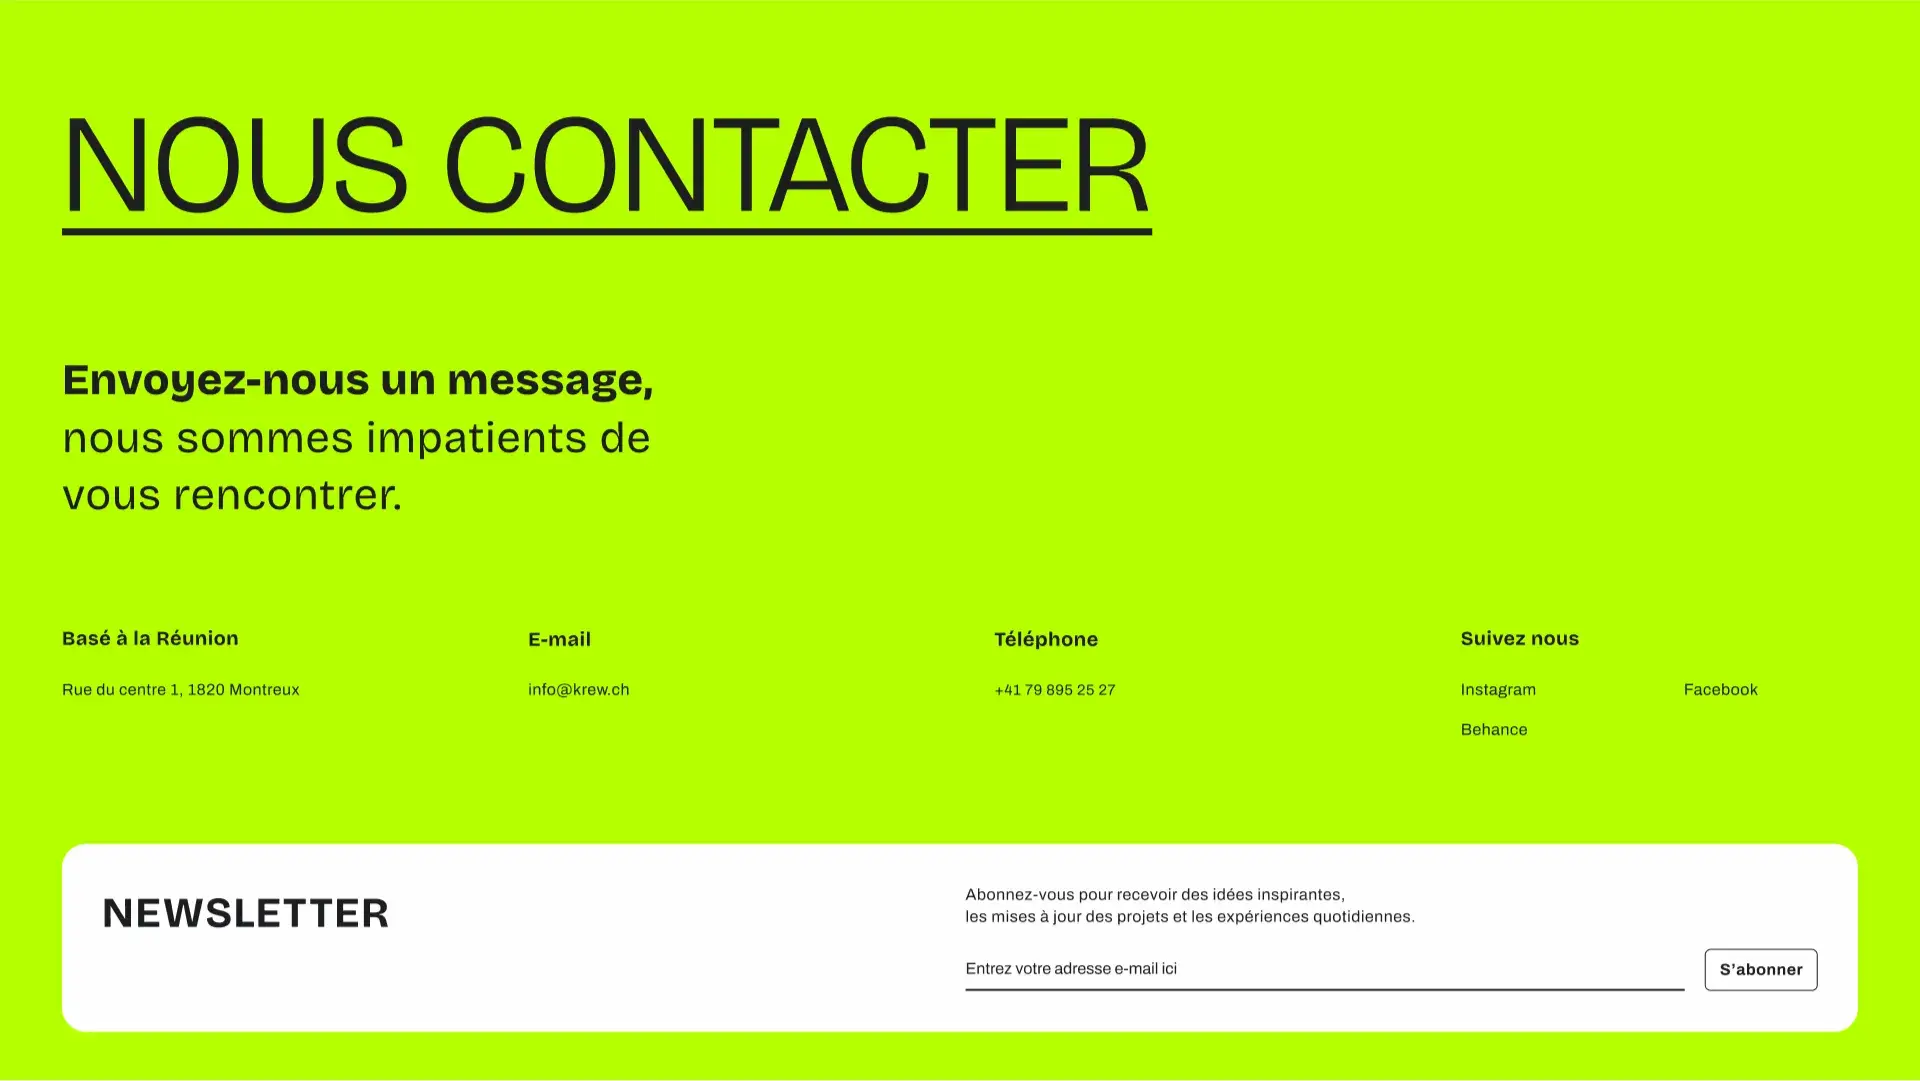 NOUS CONTACTER
Envoyez-nous un message,
nous sommes impatients de
vous rencontrer.
Basé à la Réunion
Rue du centre 1, 1820 Montreux
E-mail
info@krew.ch
Téléphone
+41 79 895 25 27
Suivez nous
Instagram
Facebook
Behance
NEWSLETTER
Abonnez-vous pour recevoir des idées inspirantes,
les mises à jour des projets et les expériences quotidiennes.
Entrez votre adresse e-mail ici
S’abonner